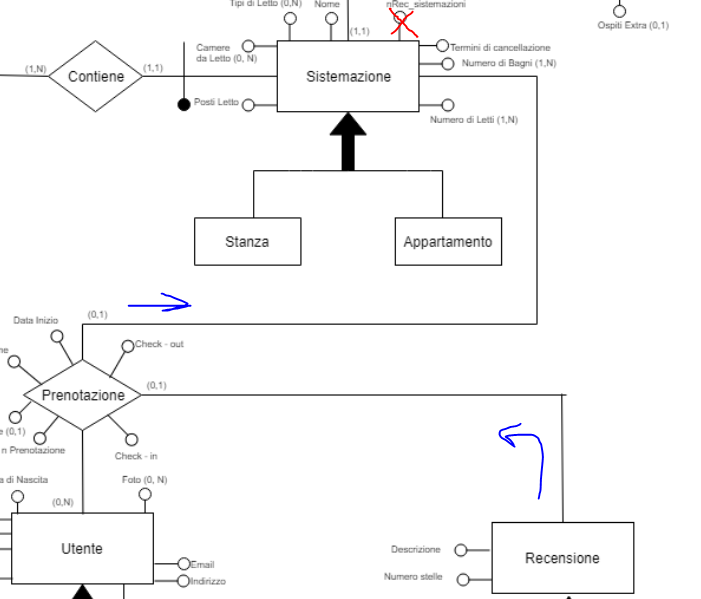 Tipi di Letto (0,N)
Nome
nRec_sistemazioni
Ospiti Extra (0,1)
(1,1)
Camere
da Letto (0, N)
Termini di cancellazione
(1,N)
Contiene
(1,1)
Sistemazione
Numero di Bagni (1,N)
Posti Letto
Numero di Letti (1,N)
Stanza
Appartamento
Data Inizio
(0,1)
Check - out
me
Prenotazione
(0,1)
e (0,1)
n Prenotazione
Check - in
a di Nascita
(0,N)
Foto (0, N)
Utente
Email
Indirizzo
Descrizione
Numero stelle
Recensione